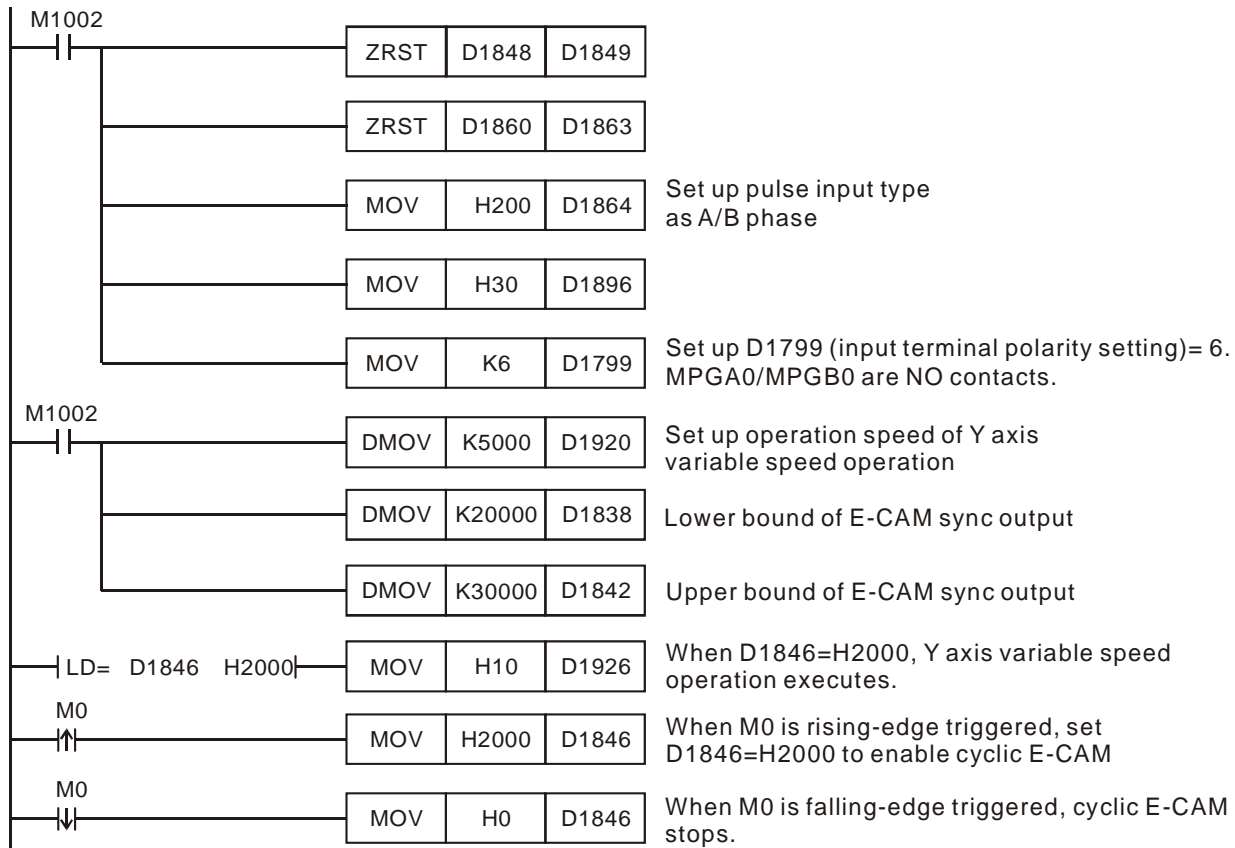 M1002
ZRST D1848 D1849
ZRST D1860 D1863
MOV H200 D1864
Set up pulse input type
as A/B phase
MOV H30 D1896
MOV K6 D1799
Set up D1799 (input terminal polarity setting)= 6.
MPGA0/MPGB0 are NO contacts.
M1002
DMOV K5000 D1920
Set up operation speed of Y axis
variable speed operation
DMOV K20000 D1838
Lower bound of E-CAM sync output
DMOV K30000 D1842
Upper bound of E-CAM sync output
LD= D1846 H2000
MOV H10 D1926
When D1846=H2000, Y axis variable speed
operation executes.
M0
MOV H2000 D1846
When M0 is rising-edge triggered, set
D1846=H2000 to enable cyclic E-CAM
M0
MOV H0 D1846
When M0 is falling-edge triggered, cyclic E-CAM
stops.